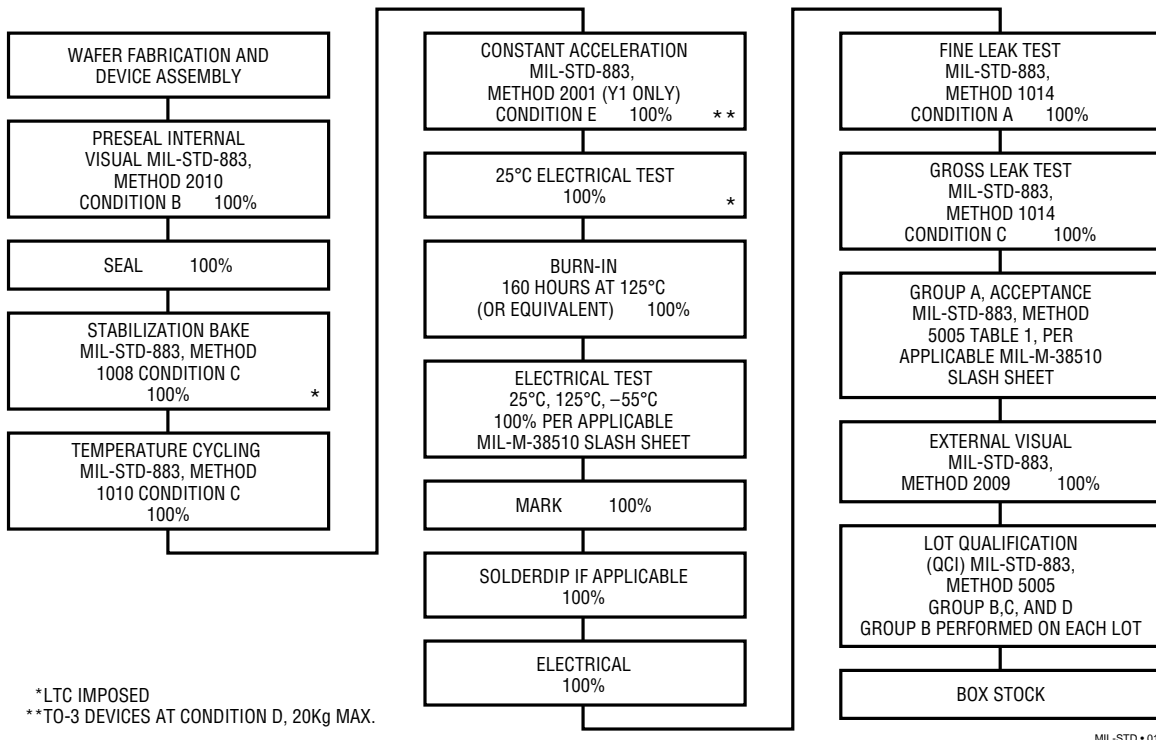 WAFER FABRICATION AND
DEVICE ASSEMBLY
PRESEAL INTERNAL
VISUAL MIL-STD-883,
METHOD 2010
CONDITION B 100%
SEAL 100%
STABILIZATION BAKE
MIL-STD-883, METHOD
1008 CONDITION C
100% *
TEMPERATURE CYCLING
MIL-STD-883, METHOD
1010 CONDITION C
100%
CONSTANT ACCELERATION
MIL-STD-883,
METHOD 2001 (Y1 ONLY)
CONDITION E 100% **
25°C ELECTRICAL TEST
100% *
BURN-IN
160 HOURS AT 125°C
(OR EQUIVALENT) 100%
ELECTRICAL TEST
25°C, 125°C, –55°C
100% PER APPLICABLE
MIL-M-38510 SLASH SHEET
MARK 100%
SOLDERDIP IF APPLICABLE
100%
ELECTRICAL
100%
FINE LEAK TEST
MIL-STD-883,
METHOD 1014
CONDITION A 100%
GROSS LEAK TEST
MIL-STD-883,
METHOD 1014
CONDITION C 100%
GROUP A, ACCEPTANCE
MIL-STD-883, METHOD
5005 TABLE 1, PER
APPLICABLE MIL-M-38510
SLASH SHEET
EXTERNAL VISUAL
MIL-STD-883,
METHOD 2009 100%
LOT QUALIFICATION
(QCI) MIL-STD-883,
METHOD 5005
GROUP B,C, AND D
GROUP B PERFORMED ON EACH LOT
BOX STOCK
*LTC IMPOSED
**TO-3 DEVICES AT CONDITION D, 20Kg MAX.
MIL-STD • 01